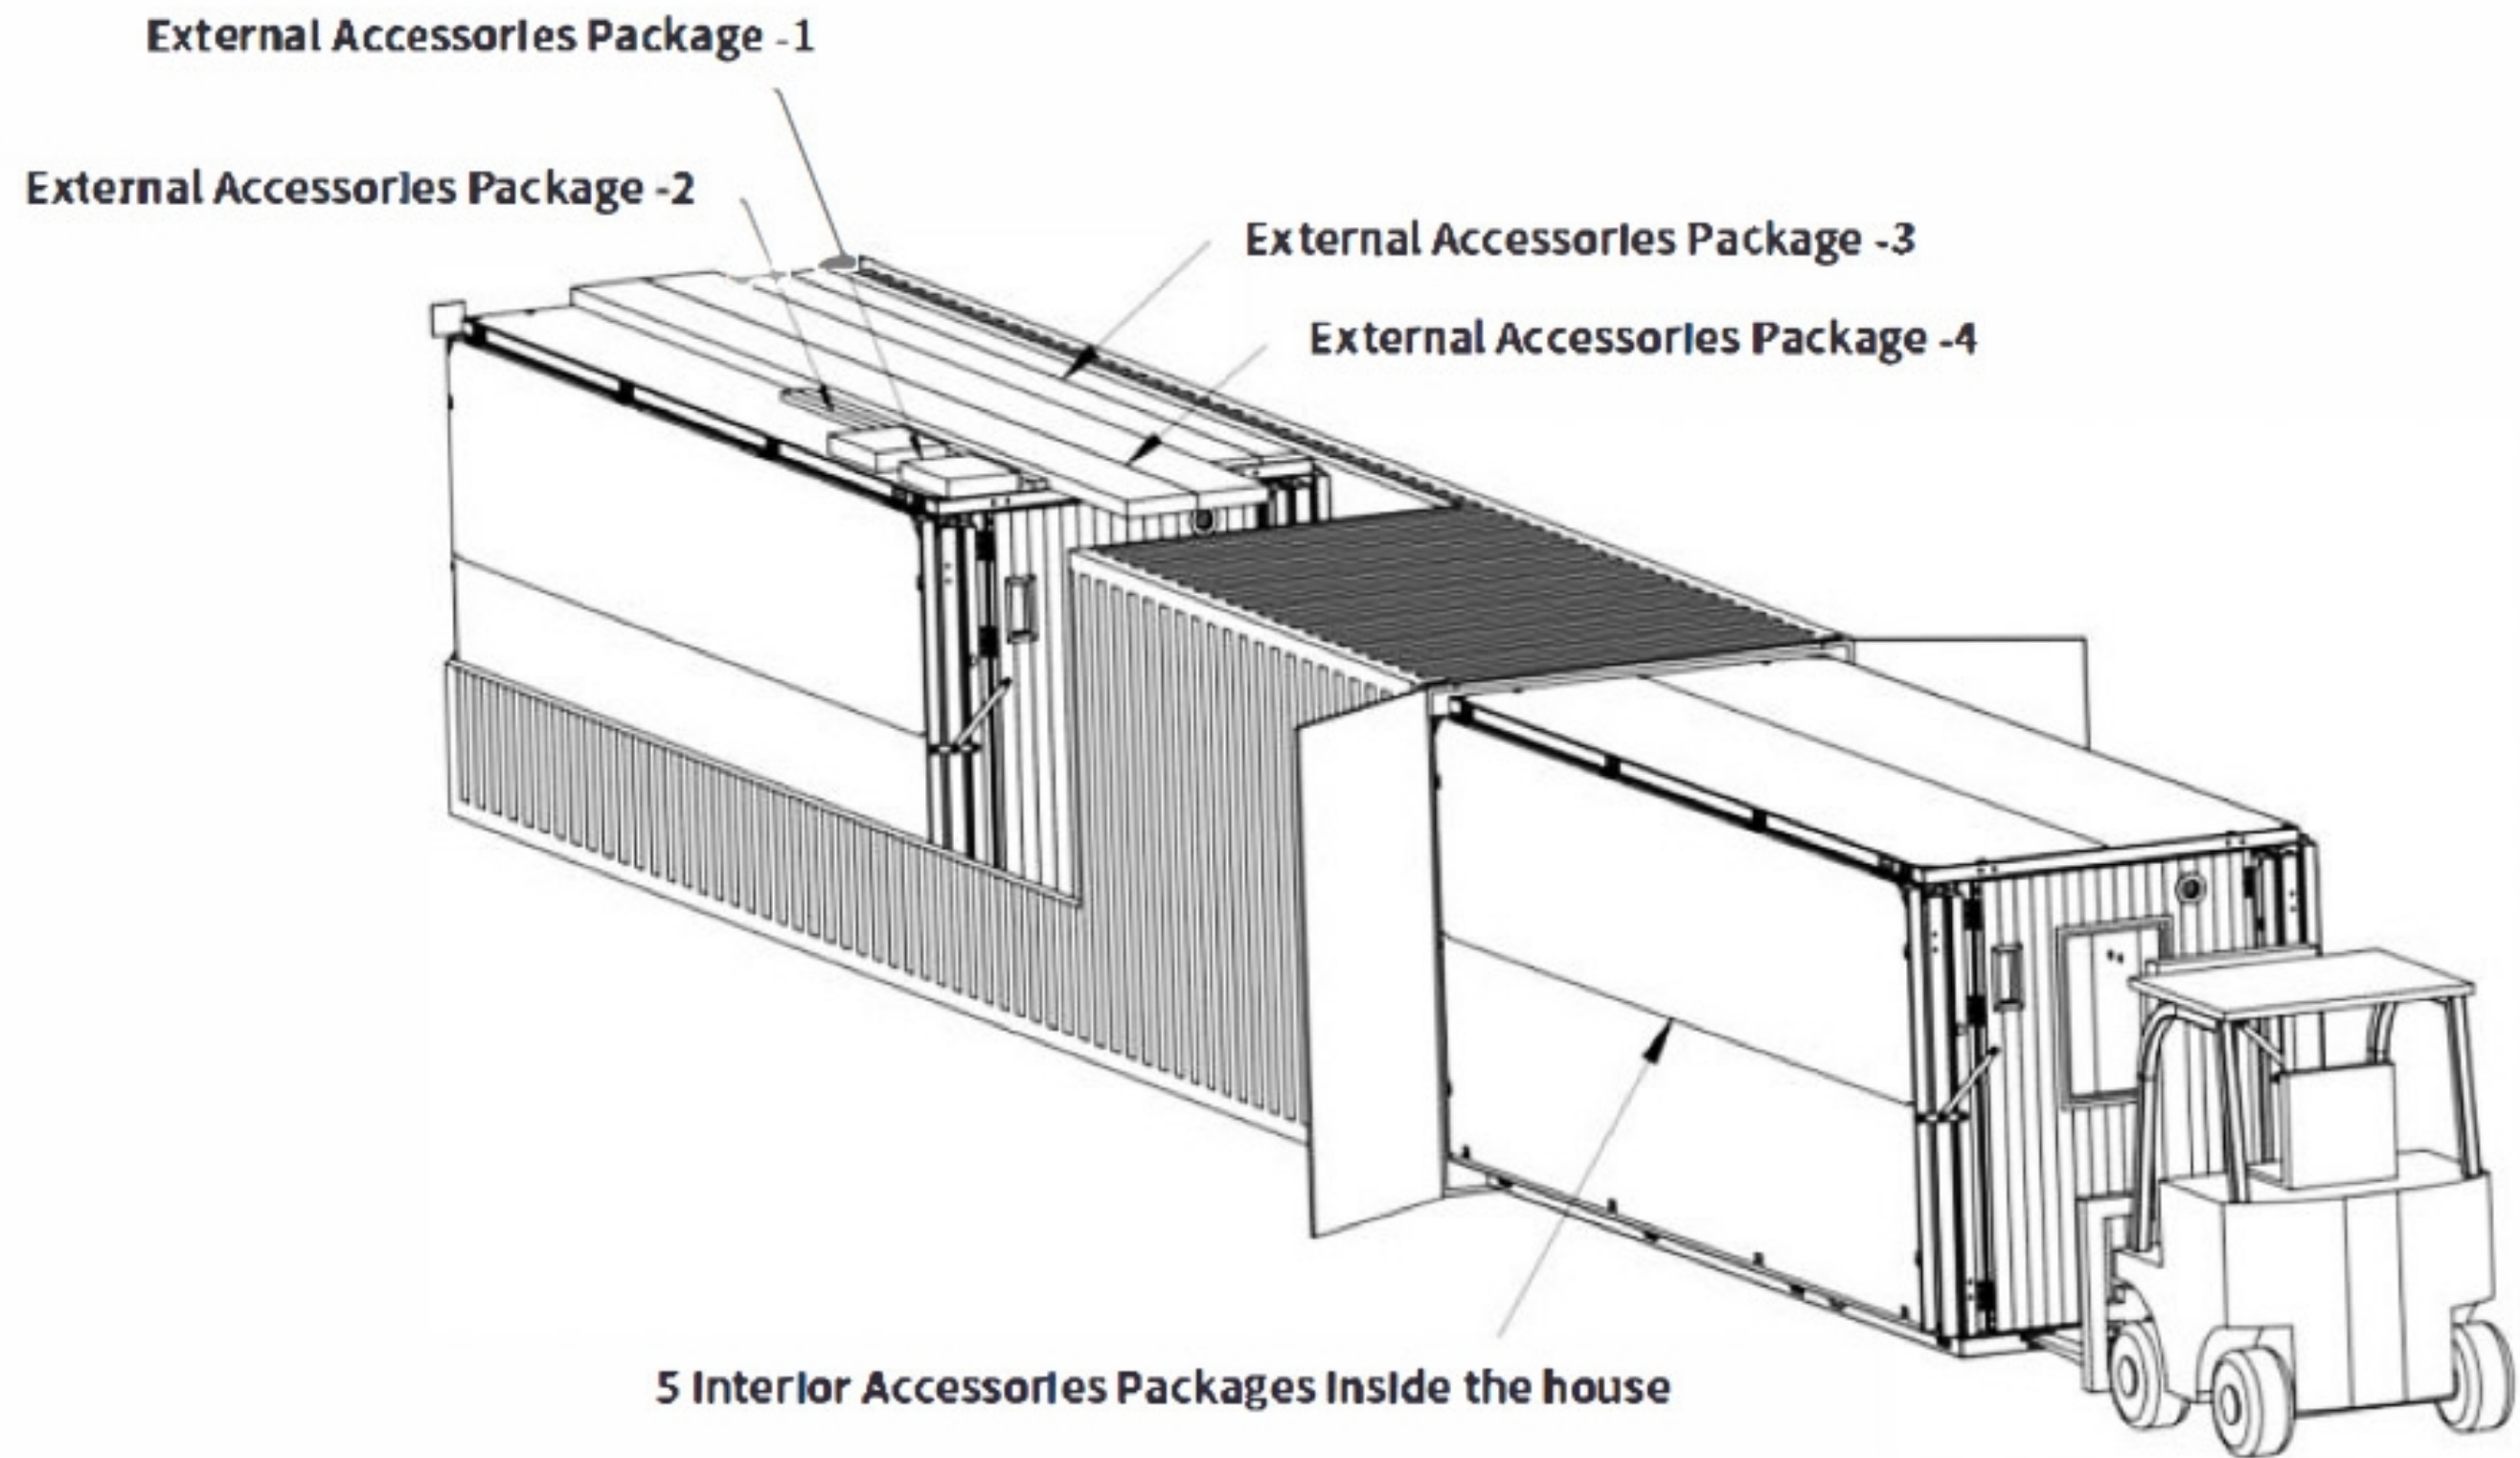 External Accessories Package -1
External Accessories Package -2
External Accessories Package -3
External Accessories Package -4
5 Interior Accessories Packages Inside the house